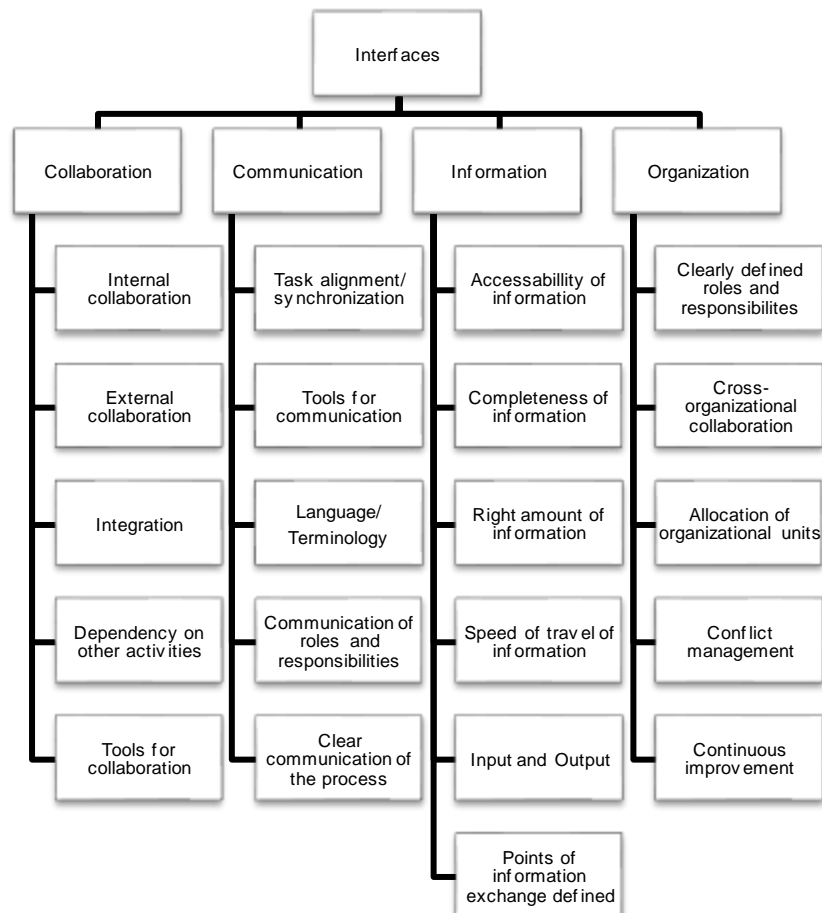 Interfaces
Collaboration
Communication
Information
Organization
Internal
collaboration
External
collaboration
Integration
Dependency on
other activities
Tools for
collaboration
Task alignment/
synchronization
Tools for
communication
Language/
Terminology
Communication of
roles and
responsibilities
Clear
communication of
the process
Accessabillity of
information
Completeness of
information
Right amount of
information
Speed of travel of
information
Input and Output
Points of
information
exchange defined
Clearly defined
roles and
responsibilites
Cross-
organizational
collaboration
Allocation of
organizational units
Conflict
management
Continuous
improvement